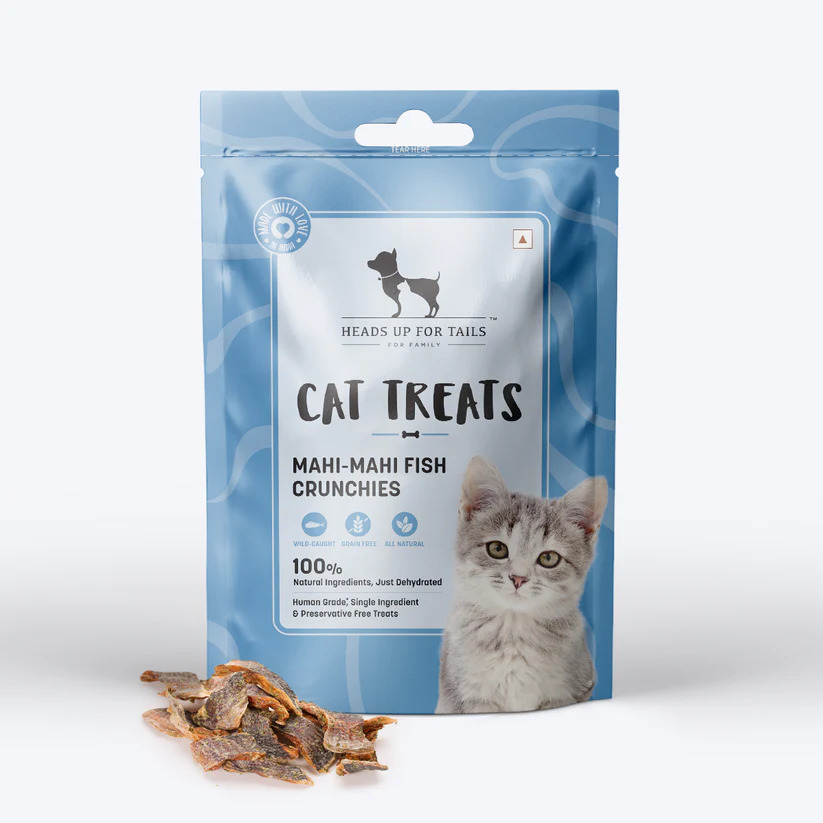 TEAR HERE
MADE WITH LOVE
IN INDIA
HEADS UP FOR TAILS™
FOR FAMILY
CAT TREATS
MAHI-MAHI FISH
CRUNCHIES
WILD-CAUGHT GRAIN FREE ALL NATURAL
100%
Natural Ingredients, Just Dehydrated
Human Grade*, Single Ingredient
& Preservative Free Treats